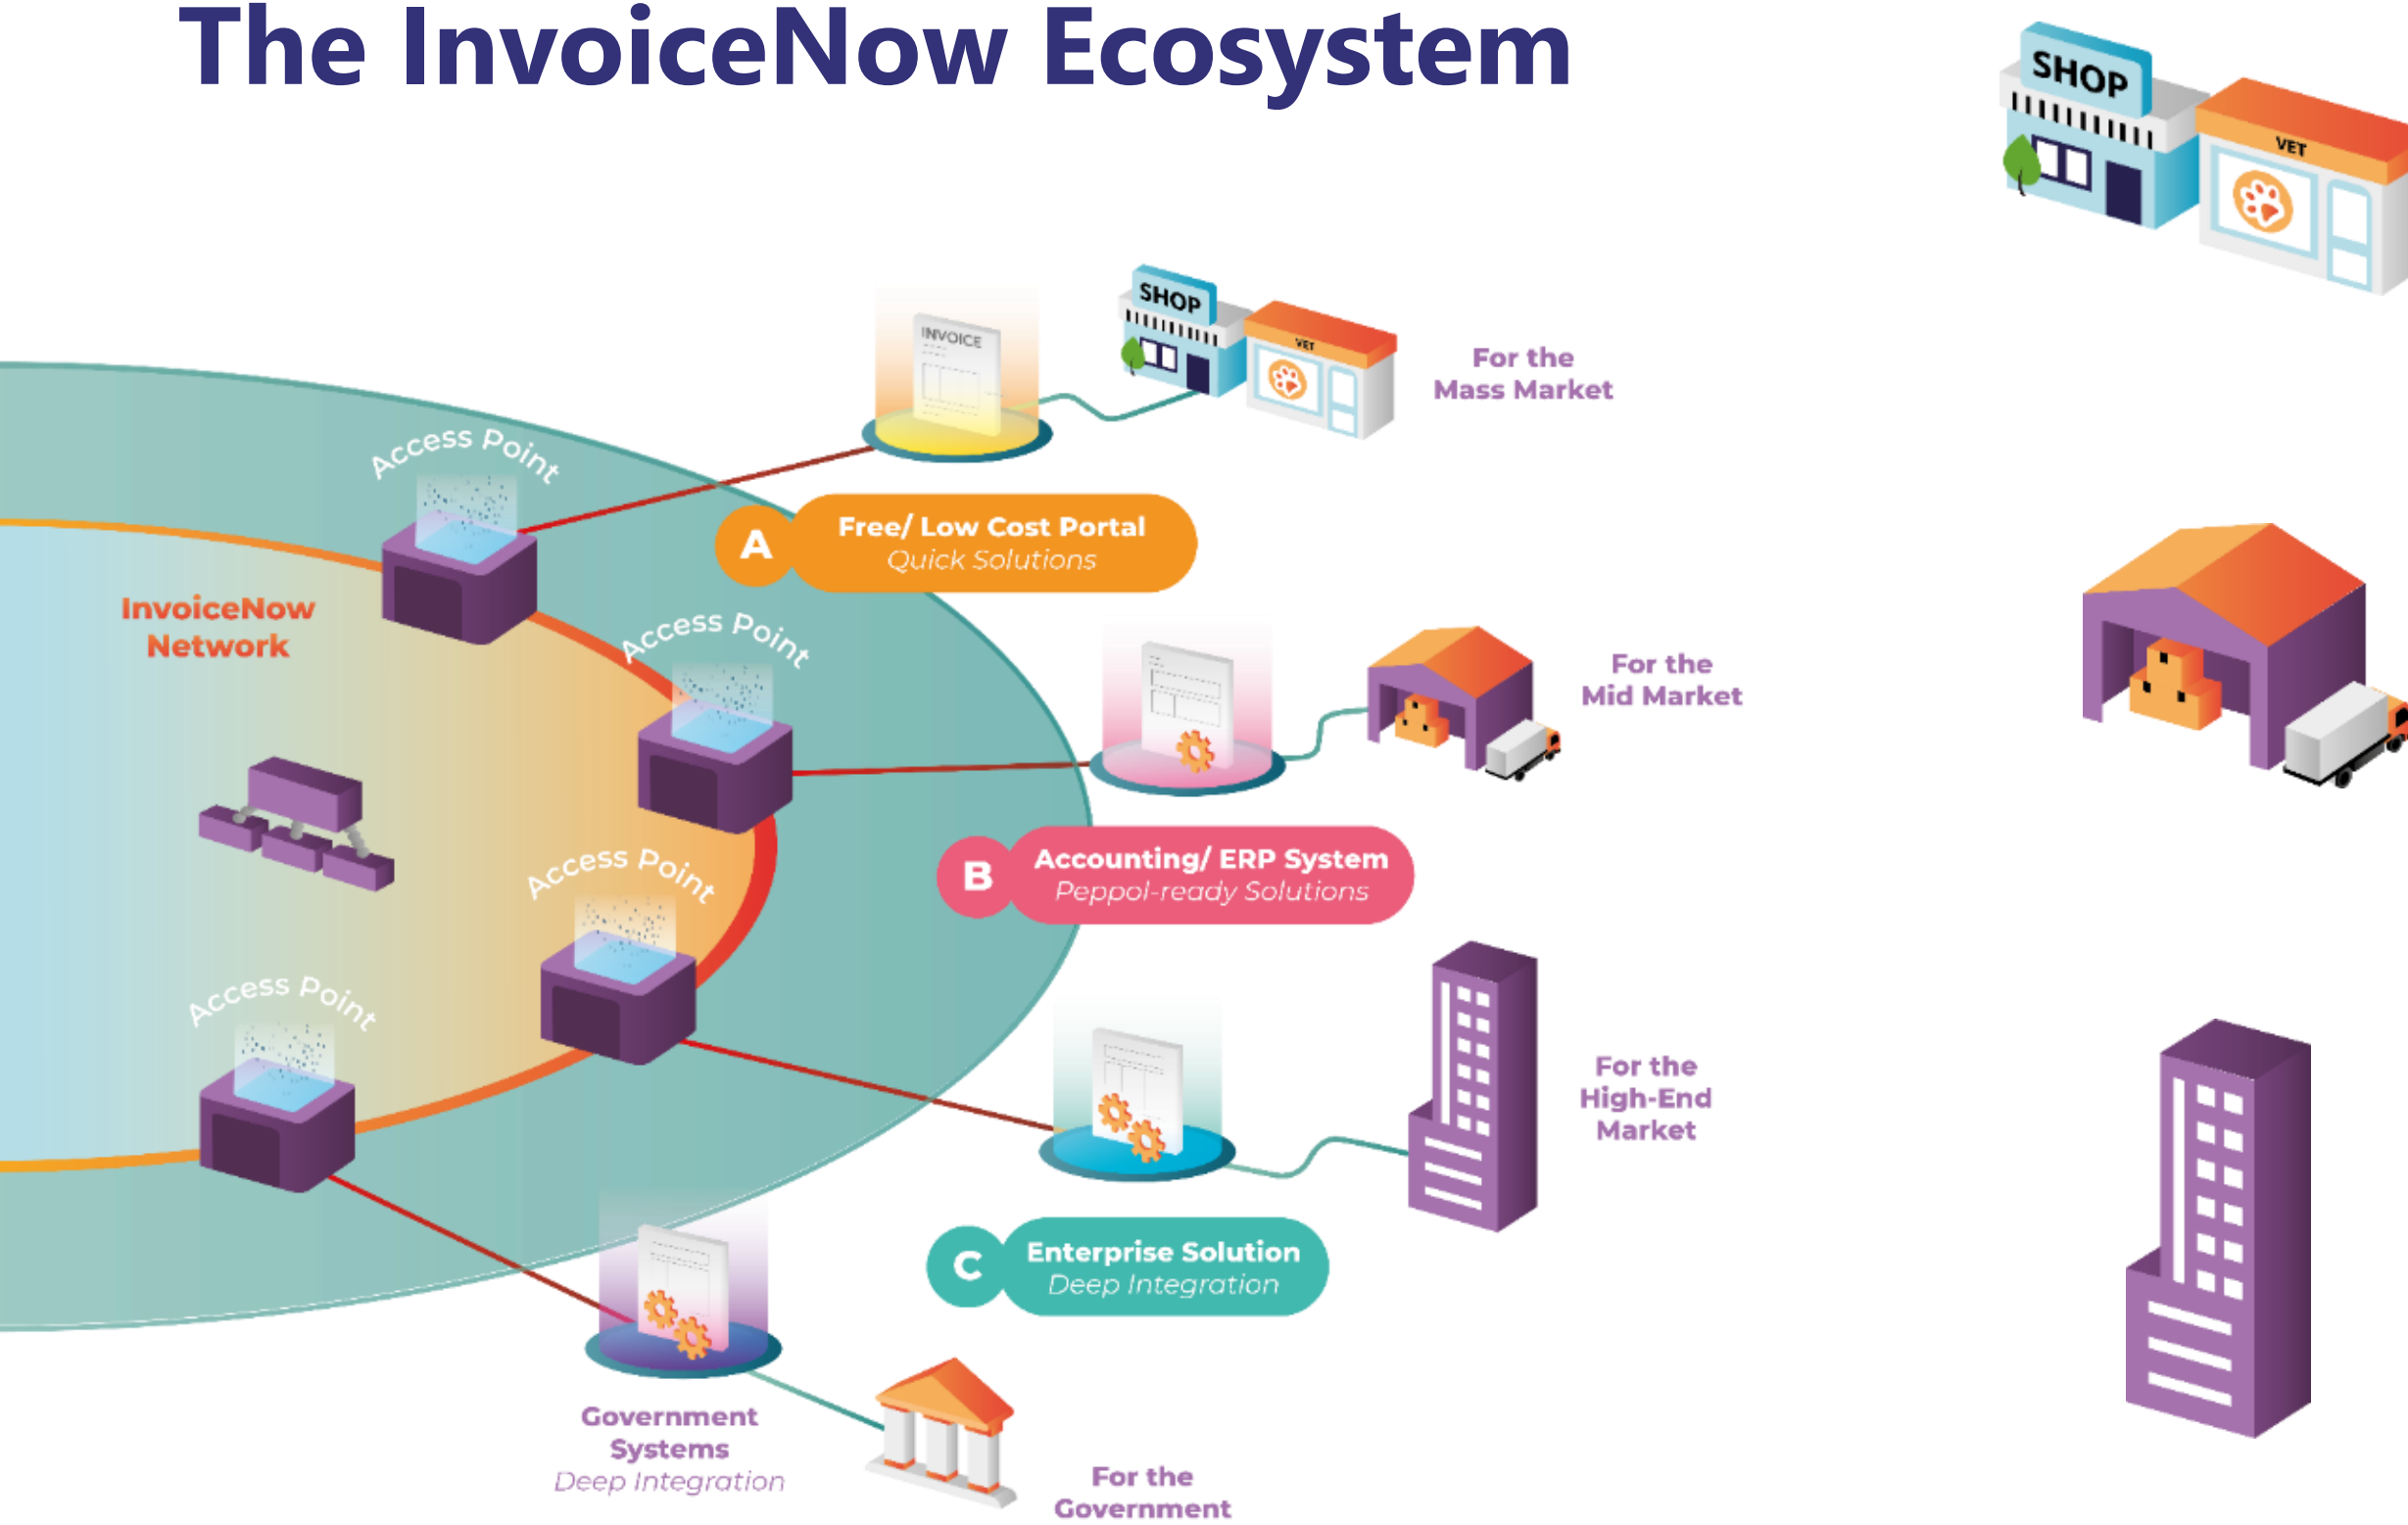 The InvoiceNow Ecosystem
SHOP
VET
INVOICE
SHOP
VET
For the
Mass Market
Access Point
A
Free/ Low Cost Portal
Quick Solutions
InvoiceNow
Network
Access Point
For the
Mid Market
Access Point
B
Accounting/ ERP System
Peppol-ready Solutions
Access Point
For the
High-End
Market
C
Enterprise Solution
Deep Integration
Government
Systems
Deep Integration
For the
Government